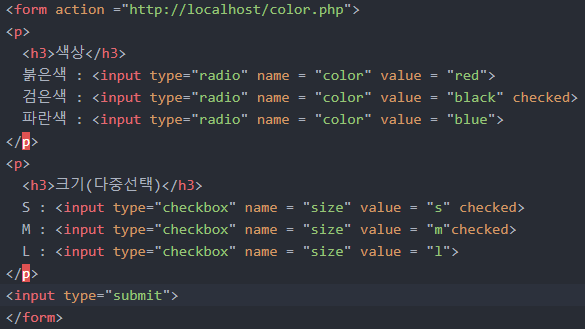 <form action ="http://localhost/color.php">
<p>
<h3>색상</h3>
붉은색 : <input type="radio" name = "color" value = "red">
검은색 : <input type="radio" name = "color" value = "black" checked>
파란색 : <input type="radio" name = "color" value = "blue">
</p>
<p>
<h3>크기(다중선택)</h3>
S : <input type="checkbox" name = "size" value = "s" checked>
M : <input type="checkbox" name = "size" value = "m"checked>
L : <input type="checkbox" name = "size" value = "l">
</p>
<input type="submit">
</form>